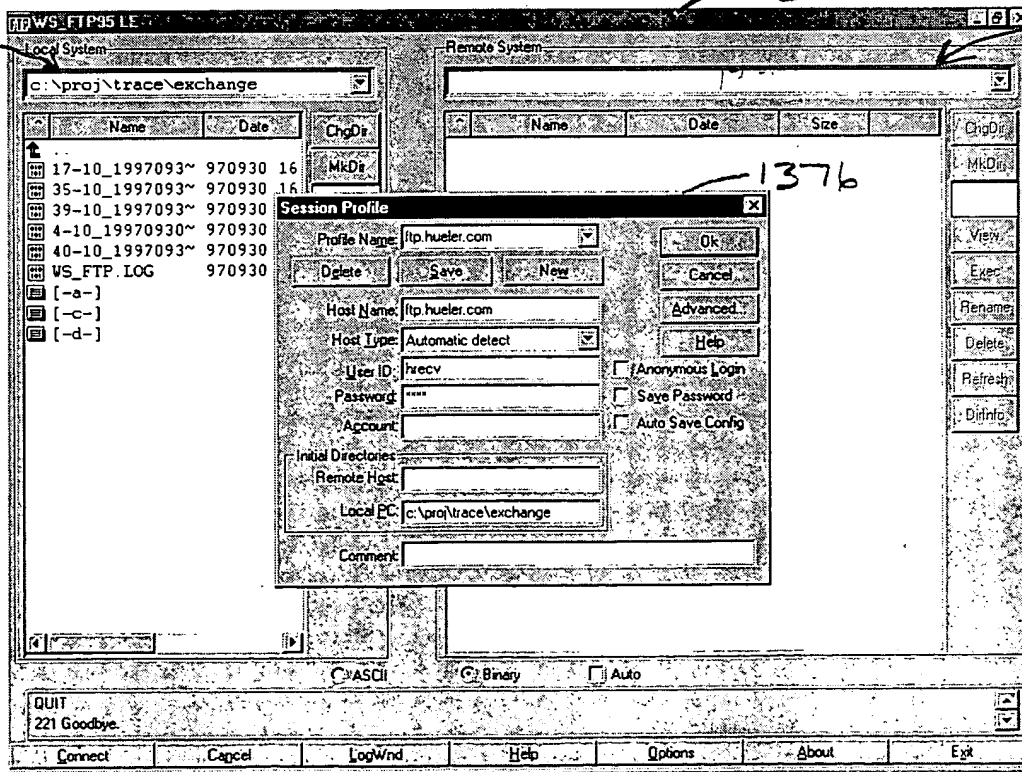 WS_FTP95 LE
Local System
Remote System
c:\proj\trace\exchange
Name Date
Name Date Size
ChgDir
MkDir
..
17-10_1997093~ 970930 16
35-10_1997093~ 970930 16
39-10_1997093~ 970930
4-10_19970930~ 970930
40-10_1997093~ 970930
WS_FTP.LOG 970930
[-a-]
[-c-]
[-d-]
1376
Session Profile
Profile Name: ftp.hueler.com
Delete Save New
Host Name: ftp.hueler.com
Host Type: Automatic detect
User ID: hrecv
Password: ****
Account:
Initial Directories
Remote Host:
Local PC: c:\proj\trace\exchange
Comment:
Ok
Cancel
Advanced..
Help
Anonymous Login
Save Password
Auto Save Config
ChgDir
MkDir
View
Exec
Rename
Delete
Refresh
DirInfo
ASCII Binary Auto
QUIT
221 Goodbye.
Connect Cancel LogWnd Help Options About Exit